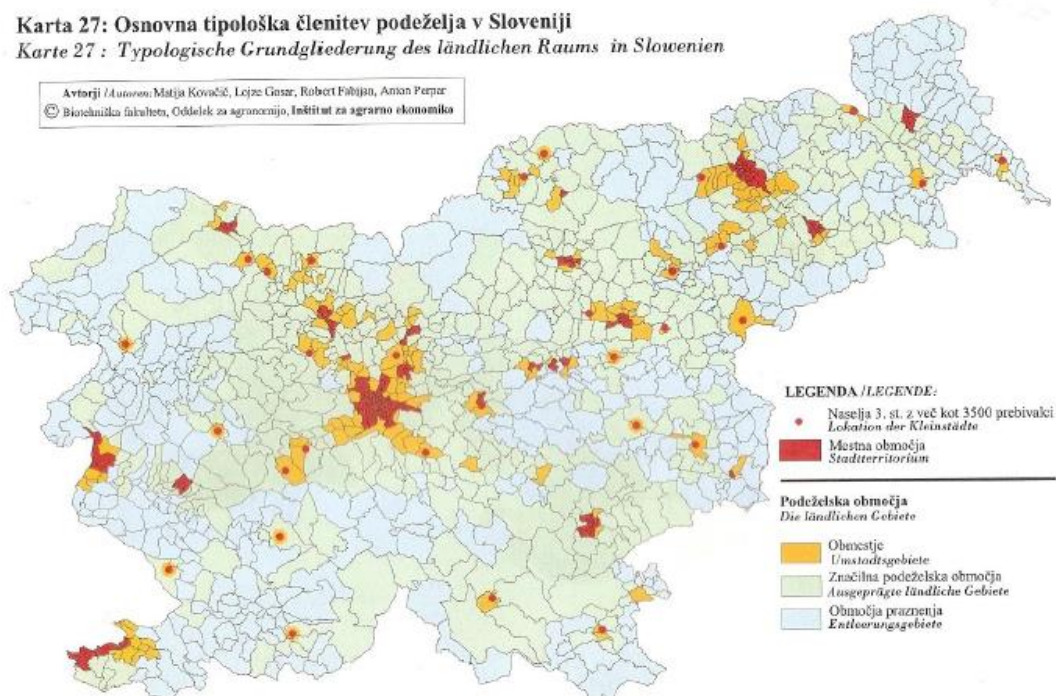 Karta 27: Osnovna tipološka členitev podeželja v Sloveniji
Karte 27 : Typologische Grundgliederung des ländlichen Raums in Slowenien
Avtorji /Autoren: Matija Kovačič, Lojze Gosar, Robert Fabijan, Anton Perpar
© Biotehniška fakulteta, Oddelek za agronomijo, Inštitut za agrarno ekonomiko
LEGENDA /LEGENDE:
Naselja 3. st. z več kot 3500 prebivalci
Lokation der Kleinstädte
Mestna območja
Stadtterritorium
Podeželska območja
Die ländlichen Gebiete
Obmestje
Umstadtsgebiete
Značilna podeželska območja
Ausgeprägte ländliche Gebiete
Območja praznenja
Entleerungsgebiete